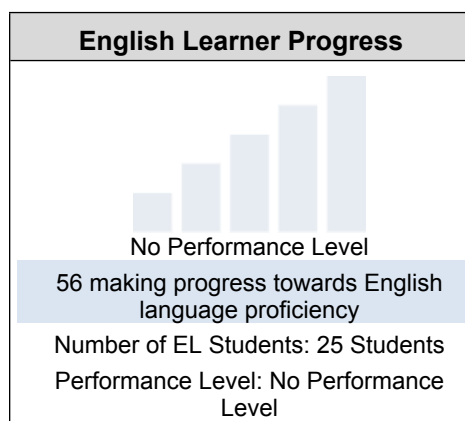 English Learner Progress
No Performance Level
56 making progress towards English
language proficiency
Number of EL Students: 25 Students
Performance Level: No Performance
Level